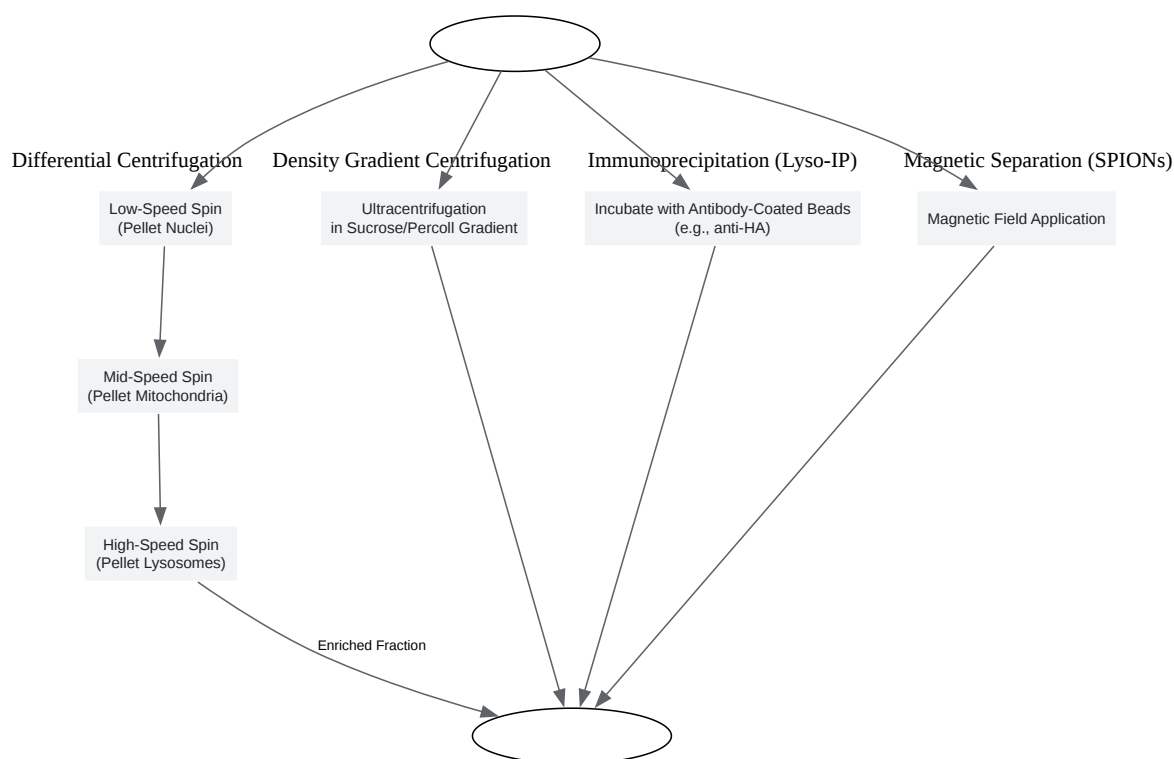 Differential Centrifugation
Density Gradient Centrifugation
Immunoprecipitation (Lyso-IP)
Magnetic Separation (SPIONs)
Low-Speed Spin
(Pellet Nuclei)
Ultracentrifugation
in Sucrose/Percoll Gradient
Incubate with Antibody-Coated Beads
(e.g., anti-HA)
Magnetic Field Application
Mid-Speed Spin
(Pellet Mitochondria)
High-Speed Spin
(Pellet Lysosomes)
Enriched Fraction